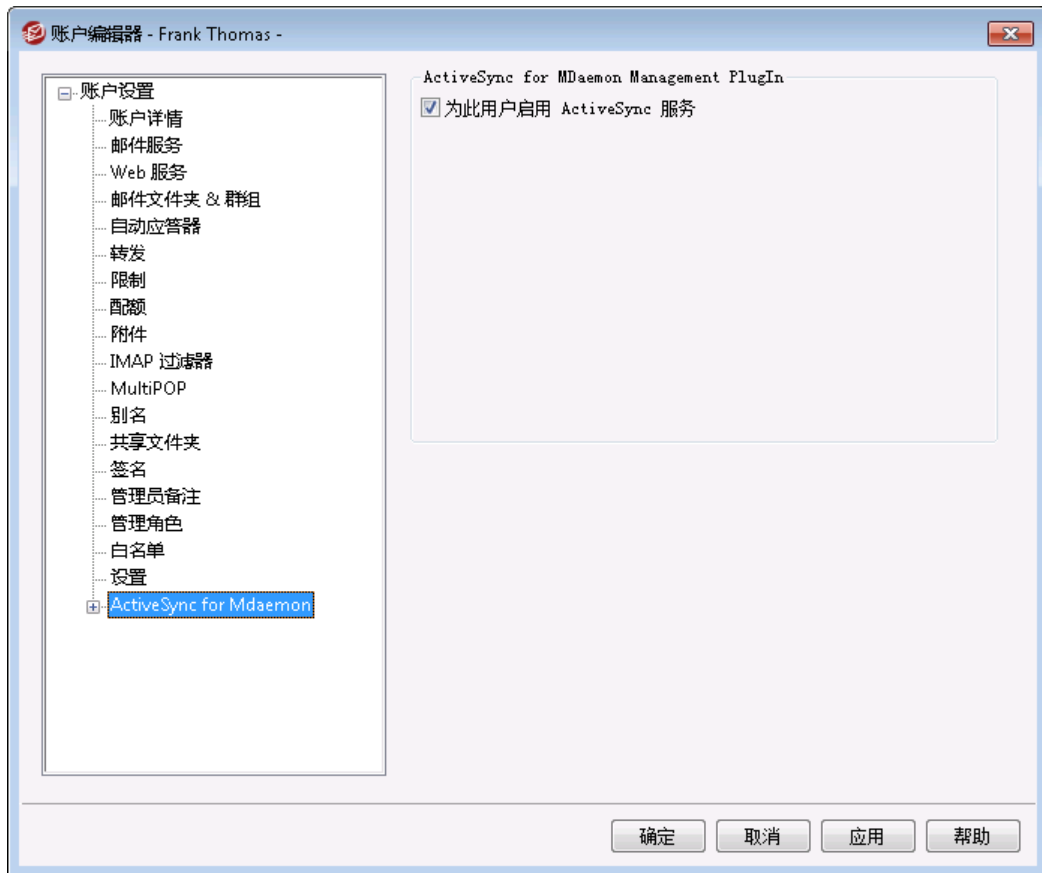 账户编辑器 - Frank Thomas -
账户设置
账户详情
邮件服务
Web 服务
邮件文件夹 & 群组
自动应答器
转发
限制
配额
附件
IMAP 过滤器
MultiPOP
别名
共享文件夹
签名
管理员备注
管理角色
白名单
设置
ActiveSync for Mdaemon
ActiveSync for MDaemon Management PlugIn
为此用户启用 ActiveSync 服务
确定
取消
应用
帮助